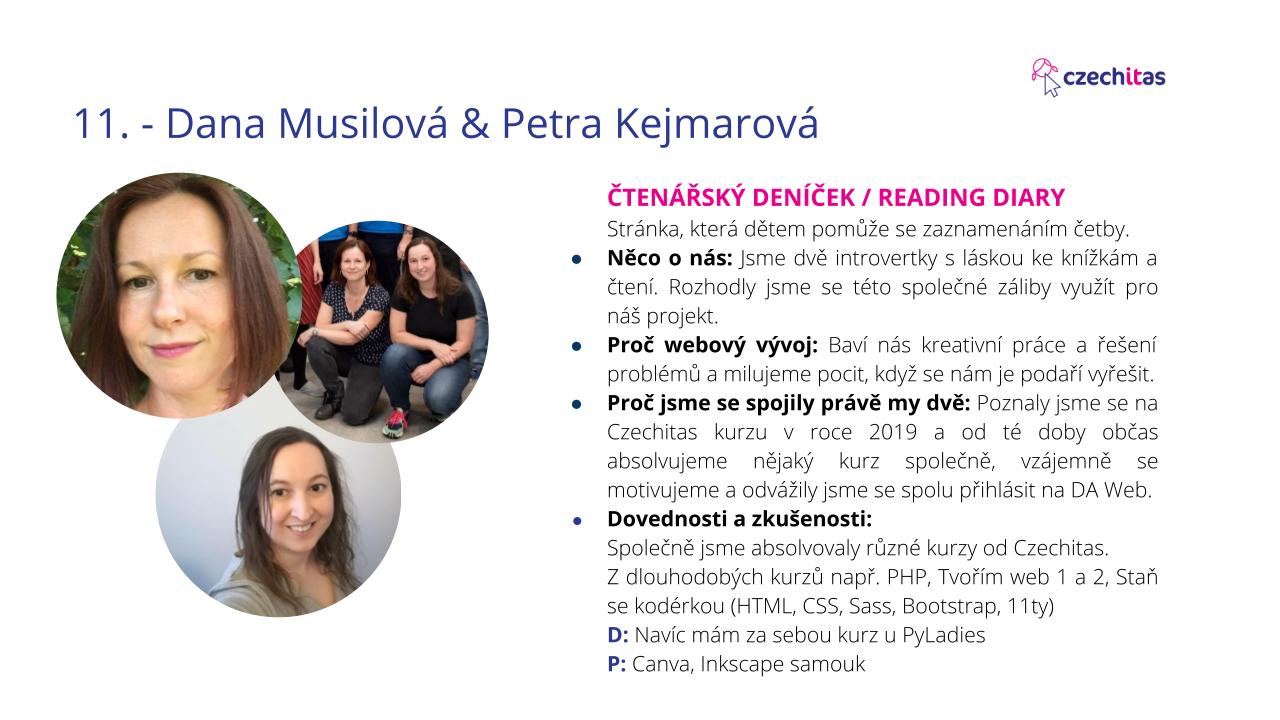 czechitas
11. - Dana Musilová & Petra Kejmarová
ČTENÁŘSKÝ DENÍČEK / READING DIARY
Stránka, která dětem pomůže se zaznamenáním četby.
● Něco o nás: Jsme dvě introvertky s láskou ke knížkám a
čtení. Rozhodly jsme se této společné záliby využít pro
náš projekt.
● Proč webový vývoj: Baví nás kreativní práce a řešení
problémů a milujeme pocit, když se nám je podaří vyřešit.
● Proč jsme se spojily právě my dvě: Poznaly jsme se na
Czechitas kurzu v roce 2019 a od té doby občas
absolvujeme nějaký kurz společně, vzájemně se
motivujeme a odvážily jsme se spolu přihlásit na DA Web.
● Dovednosti a zkušenosti:
Společně jsme absolvovaly různé kurzy od Czechitas.
Z dlouhodobých kurzů např. PHP, Tvořím web 1 a 2, Staň
se kodérkou (HTML, CSS, Sass, Bootstrap, 11ty)
D: Navíc mám za sebou kurz u PyLadies
P: Canva, Inkscape samouk